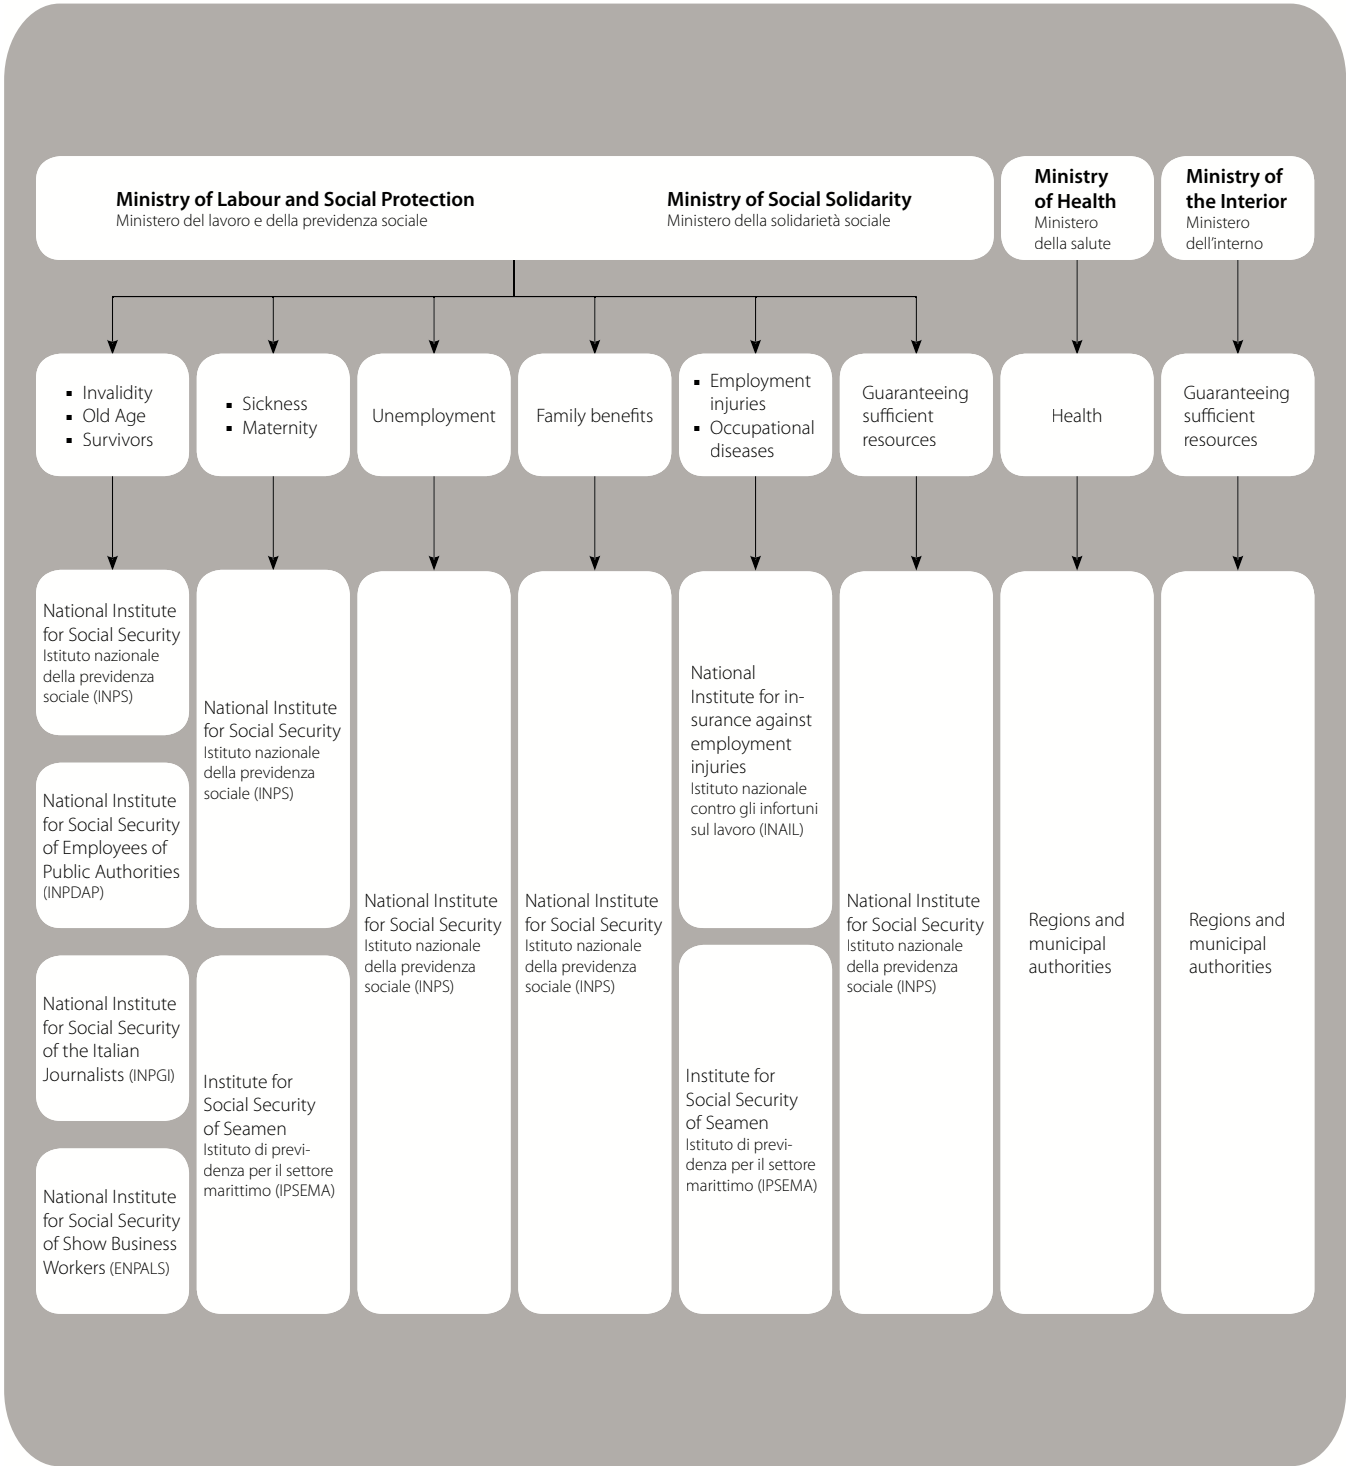 Ministry of Labour and Social Protection
Ministero del lavoro e della previdenza sociale
Ministry of Social Solidarity
Ministero della solidarietà sociale
Ministry
of Health
Ministero
della salute
Ministry of
the Interior
Ministero
dell'interno
▪ Invalidity
▪ Old Age
▪ Survivors
▪ Sickness
▪ Maternity
Unemployment
Family benefits
▪ Employment
injuries
▪ Occupational
diseases
Guaranteeing
sufficient
resources
Health
Guaranteeing
sufficient
resources
National Institute
for Social Security
Istituto nazionale
della previdenza
sociale (INPS)
National Institute
for Social Security
of Employees of
Public Authorities
(INPDAP)
National Institute
for Social Security
of the Italian
Journalists (INPGI)
National Institute
for Social Security
of Show Business
Workers (ENPALS)
National Institute
for Social Security
Istituto nazionale
della previdenza
sociale (INPS)
Institute for
Social Security
of Seamen
Istituto di previ-
denza per il settore
marittimo (IPSEMA)
National Institute
for Social Security
Istituto nazionale
della previdenza
sociale (INPS)
National Institute
for Social Security
Istituto nazionale
della previdenza
sociale (INPS)
National
Institute for in-
surance against
employment
injuries
Istituto nazionale
contro gli infortuni
sul lavoro (INAIL)
Institute for
Social Security
of Seamen
Istituto di previ-
denza per il settore
marittimo (IPSEMA)
National Institute
for Social Security
Istituto nazionale
della previdenza
sociale (INPS)
Regions and
municipal
authorities
Regions and
municipal
authorities